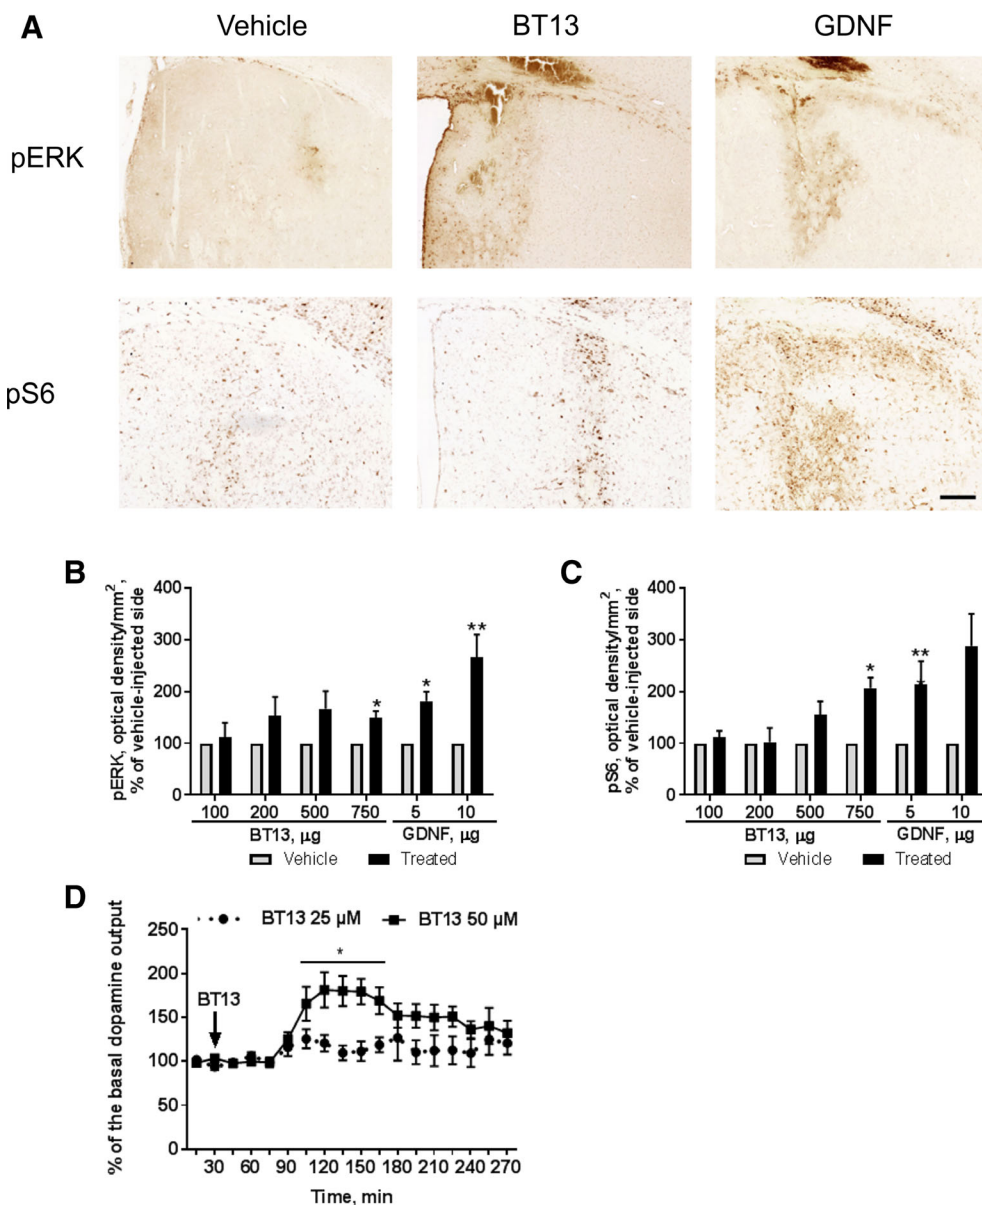 A
Vehicle BT13 GDNF
pERK
pS6
B
pERK, optical density/mm², % of vehicle-injected side
400
300
200
100
0
* * **
100 200 500 750 5 10
BT13, µg GDNF, µg
Vehicle Treated
C
pS6, optical density/mm², % of vehicle-injected side
400
300
200
100
0
* **
100 200 500 750 5 10
BT13, µg GDNF, µg
Vehicle Treated
D
BT13 25 µM BT13 50 µM
% of the basal dopamine output
250
200
150
100
50
0
*
BT13
30 60 90 120 150 180 210 240 270
Time, min